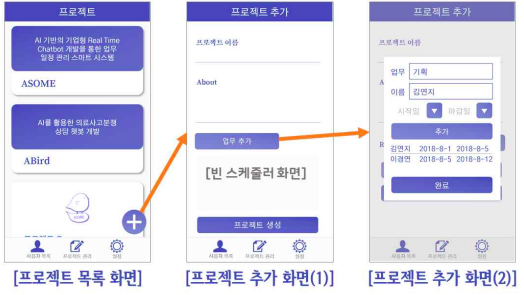 프로젝트
AI 기반의 기업형 Real Time
Chatbot 개발을 통한 업무
일정 관리 스마트 시스템
ASOME
AI를 활용한 의료사고분쟁
상담 챗봇 개발
ABird
사용자 목록
프로젝트 관리
설정
[프로젝트 목록 화면]
프로젝트 추가
프로젝트 이름
About
업무 추가
[빈 스케줄러 화면]
프로젝트 생성
사용자 목록
프로젝트 관리
설정
[프로젝트 추가 화면(1)]
프로젝트 추가
프로젝트 이름
업무 기획
이름 김연지
시작일
마감일
추가
김연지 2018-8-1 2018-8-5
이경연 2018-8-5 2018-8-12
완료
사용자 목록
프로젝트 관리
설정
[프로젝트 추가 화면(2)]